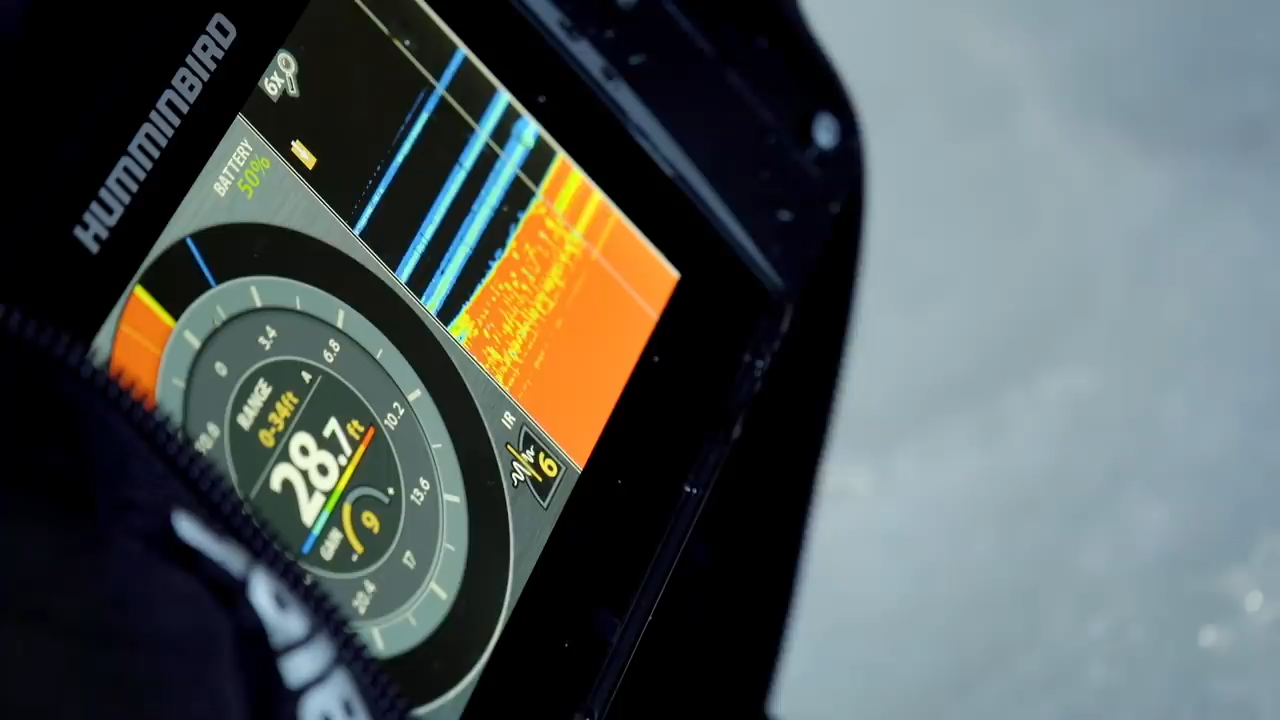 HUMMINBIRD
6x
BATTERY
50%
RANGE
A
0-34ft
28.7ft
GAIN
9
0
3.4
6.8
10.2
13.6
17
20.4
IR
6